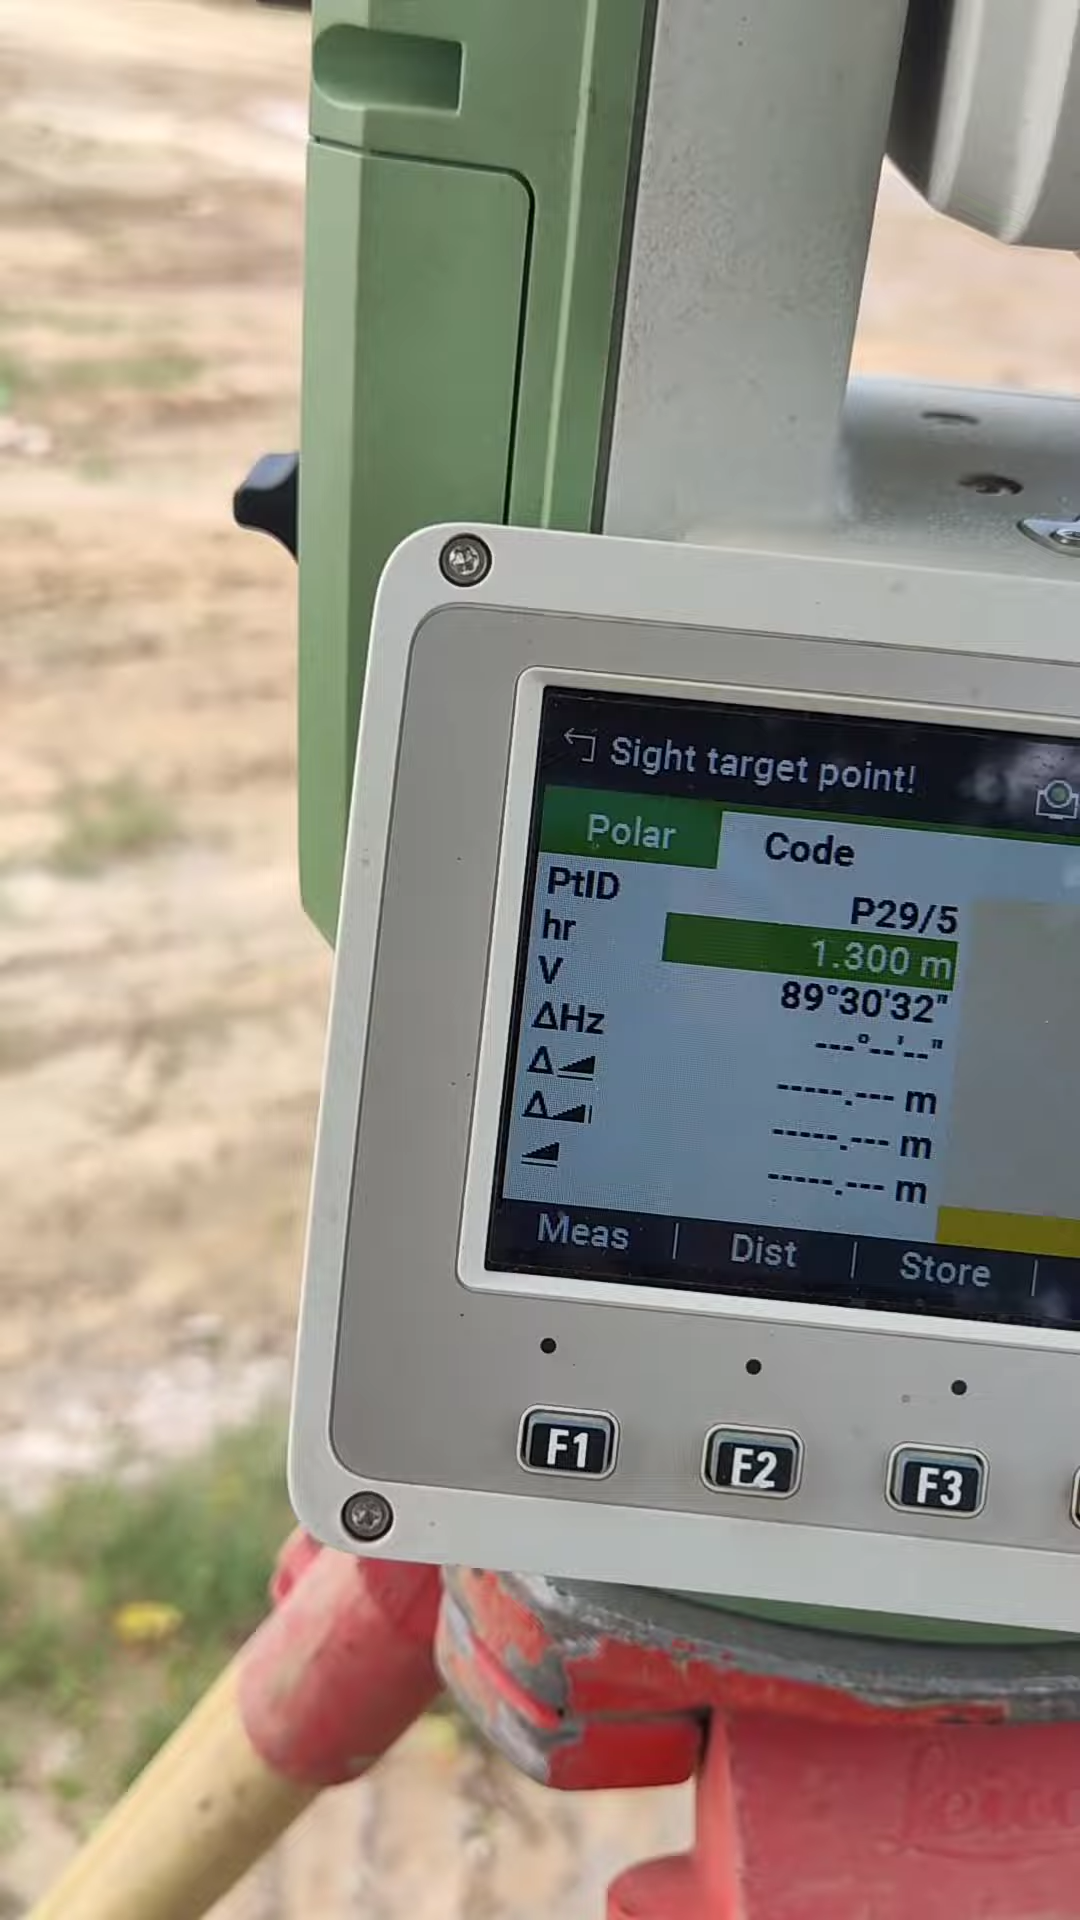 Sight target point!
Polar Code
PtID P29/5
hr 1.300 m
V 89°30'32"
ΔHz ---°--'--"
Δ -----.--- m
Δ -----.--- m
-----.--- m
Meas | Dist | Store |
F1 F2 F3